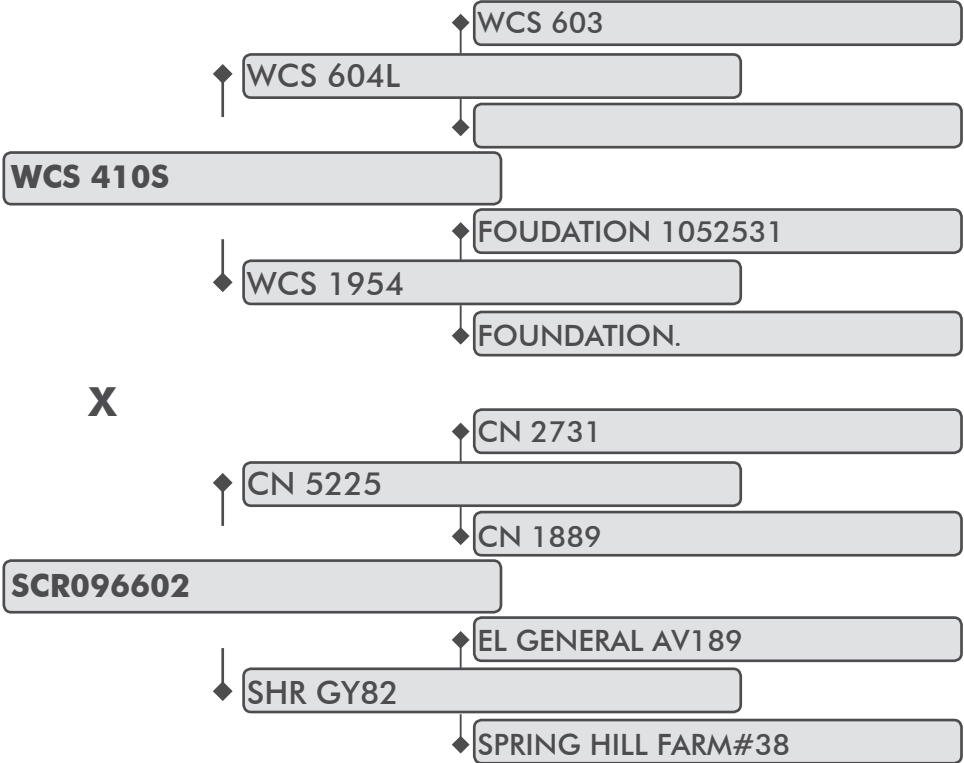 WCS 603
WCS 604L
WCS 410S
FOUDATION 1052531
WCS 1954
FOUNDATION.
X
CN 2731
CN 5225
CN 1889
SCR096602
EL GENERAL AV189
SHR GY82
SPRING HILL FARM#38